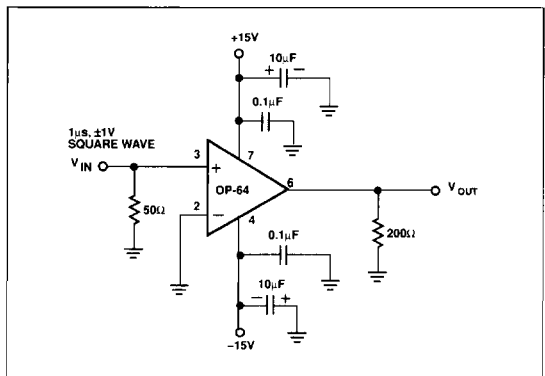 +15V
10μF
+ −
0.1μF
1μs, ±1V
SQUARE WAVE
V IN
3
+
7
OP-64
6
V OUT
50Ω
2
−
4
200Ω
0.1μF
10μF
− +
−15V